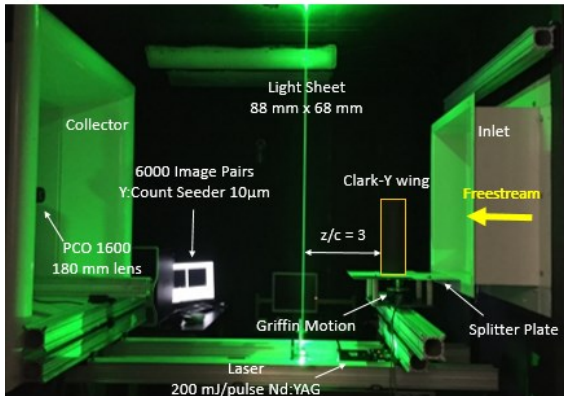 Light Sheet
88 mm x 68 mm
Collector
Inlet
6000 Image Pairs
Y:Count Seeder 10µm
Clark-Y wing
Freestream
PCO 1600
180 mm lens
z/c = 3
Griffin Motion
Splitter Plate
Laser
200 mJ/pulse Nd:YAG